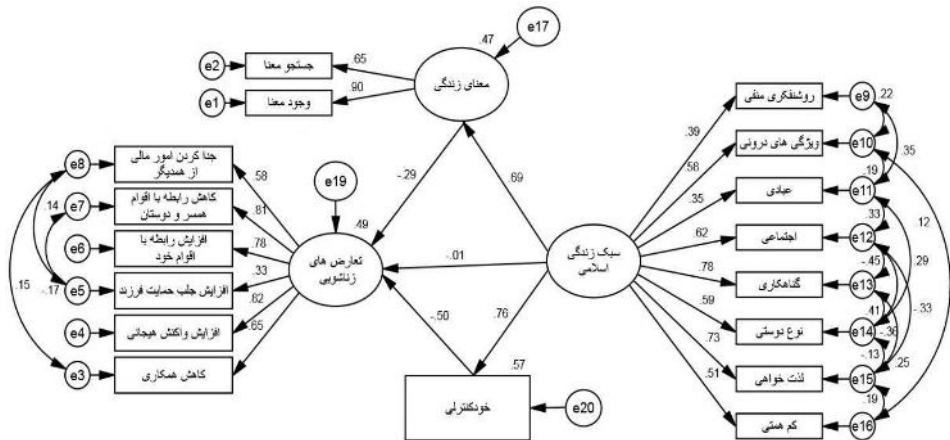 e17
.47
e2
جستجو معنا
.65
معنای زندگی
e1
وجود معنا
.90
روشنفکری منفی
e9
.22
.39
ویژگی های درونی
e10
.58
.35
عبادی
e11
.19
.35
اجتماعی
e12
.33
.62
.12
گناهکاری
e13
-.45
.78
.29
نوع دوستی
e14
.41
.59
-.33
-.36
لذت خواهی
e15
-.13
.73
.25
کم هستی
e16
.19
.51
سبک زندگی
اسلامی
.69
-.29
-.01
.76
e19
.49
تعارض های
زناشویی
-.50
.57
خودکنترلی
e20
e8
جدا کردن امور مالی
از همدیگر
.58
e7
کاهش رابطه با اقوام
همسر و دوستان
.81
.14
e6
افزایش رابطه با
اقوام خود
.78
e5
افزایش جلب حمایت فرزند
.33
.15
-.17
e4
افزایش واکنش هیجانی
.82
e3
کاهش همکاری
.65